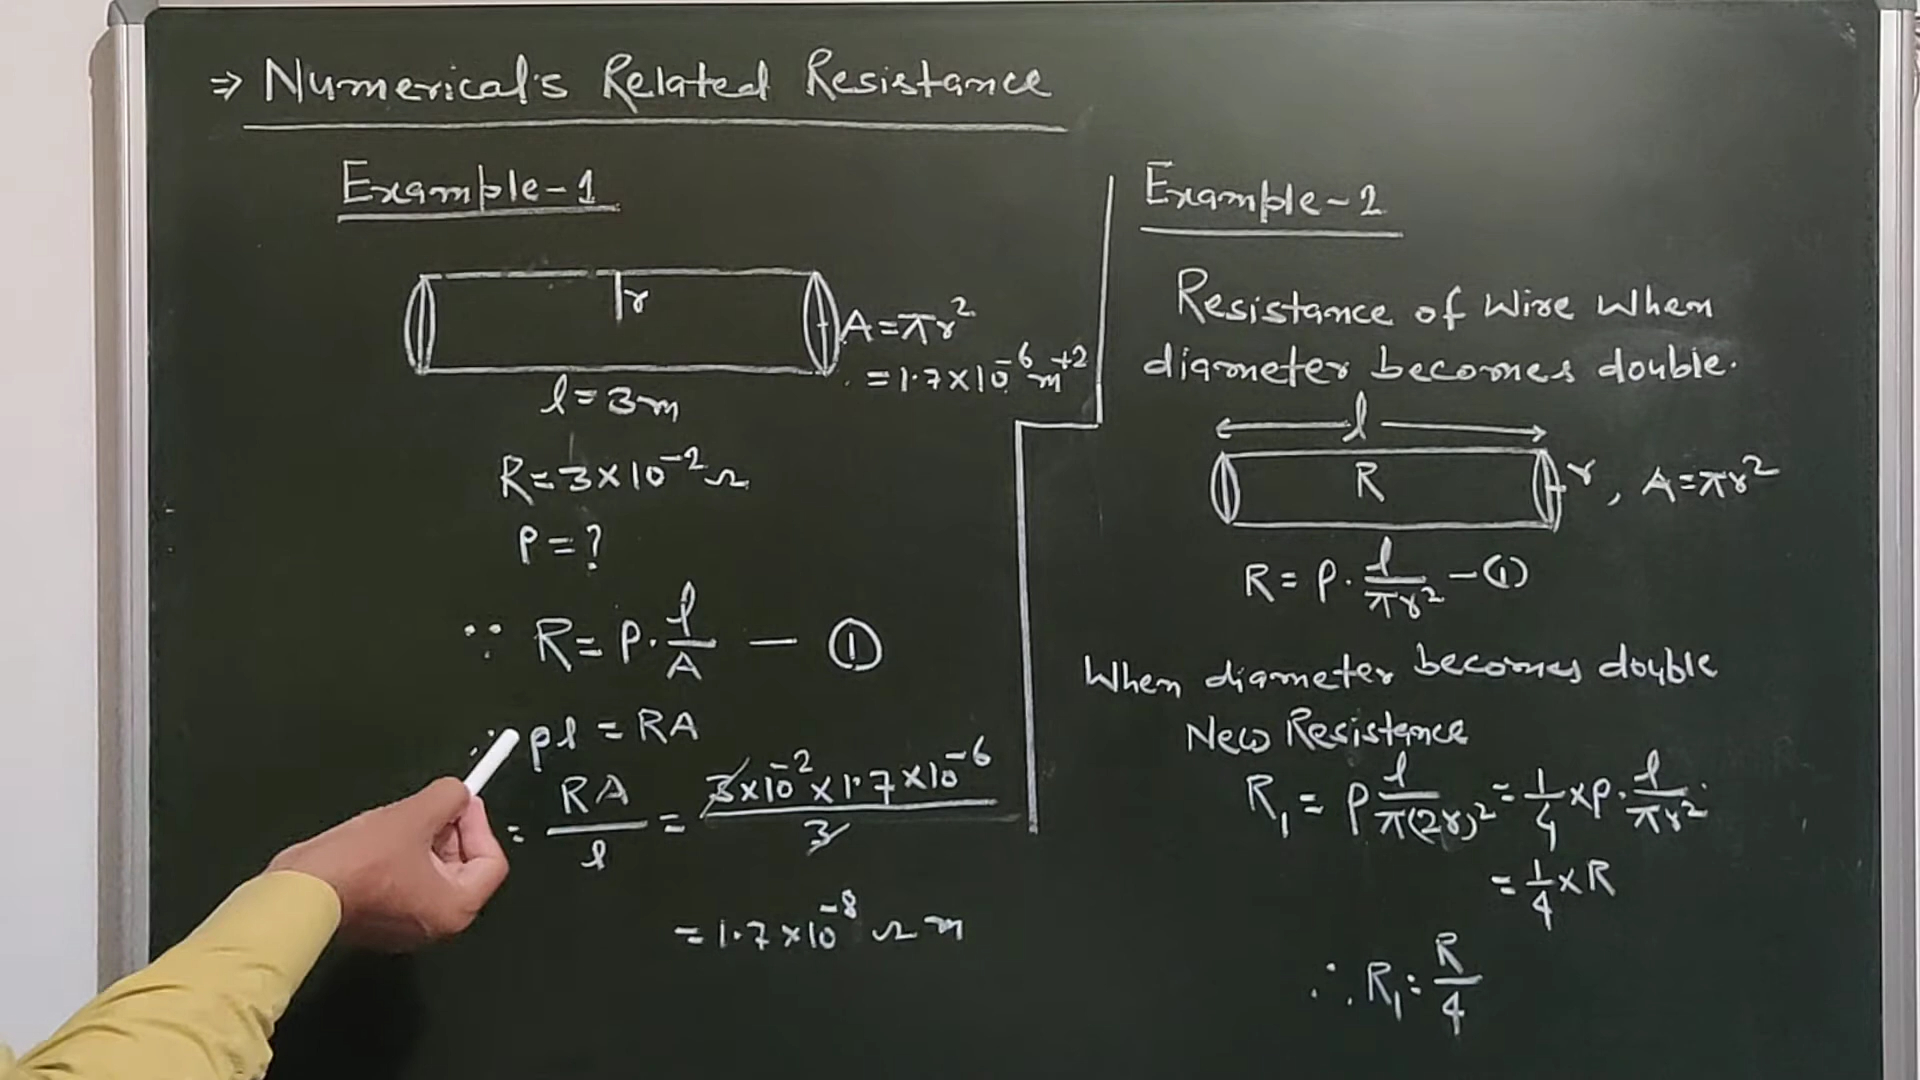 ⇒ Numerical's Related Resistance
Example-1
r
A = πr²
= 1.7 × 10⁻⁶ m⁺²
l = 3m
R = 3 × 10⁻² Ω
ρ = ?
∵ R = ρ · l/A — ①
ρl = RA
= RA/l = 3 × 10⁻² × 1.7 × 10⁻⁶/3
= 1.7 × 10⁻⁸ Ω m
Example-2
Resistance of Wire When
diameter becomes double.
l
R
r, A = πr²
R = ρ · l/πr² – ①
When diameter becomes double
New Resistance
R₁ = ρ l/π(2r)² = 1/4 × ρ · l/πr²
= 1/4 × R
∴ R₁ = R/4